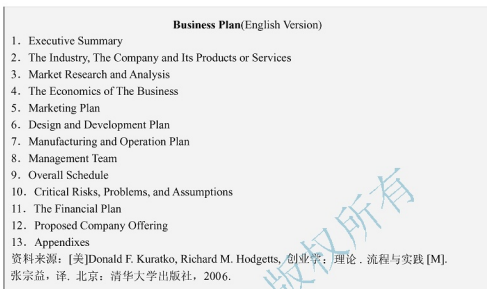 Business Plan(English Version)
1．Executive Summary
2．The Industry, The Company and Its Products or Services
3．Market Research and Analysis
4．The Economics of The Business
5．Marketing Plan
6．Design and Development Plan
7．Manufacturing and Operation Plan
8．Management Team
9．Overall Schedule
10．Critical Risks, Problems, and Assumptions
11．The Financial Plan
12．Proposed Company Offering
13．Appendixes
资料来源：[美]Donald F. Kuratko, Richard M. Hodgetts, 创业学：理论．流程与实践[M].
张宗益，译. 北京：清华大学出版社，2006.
版权所有